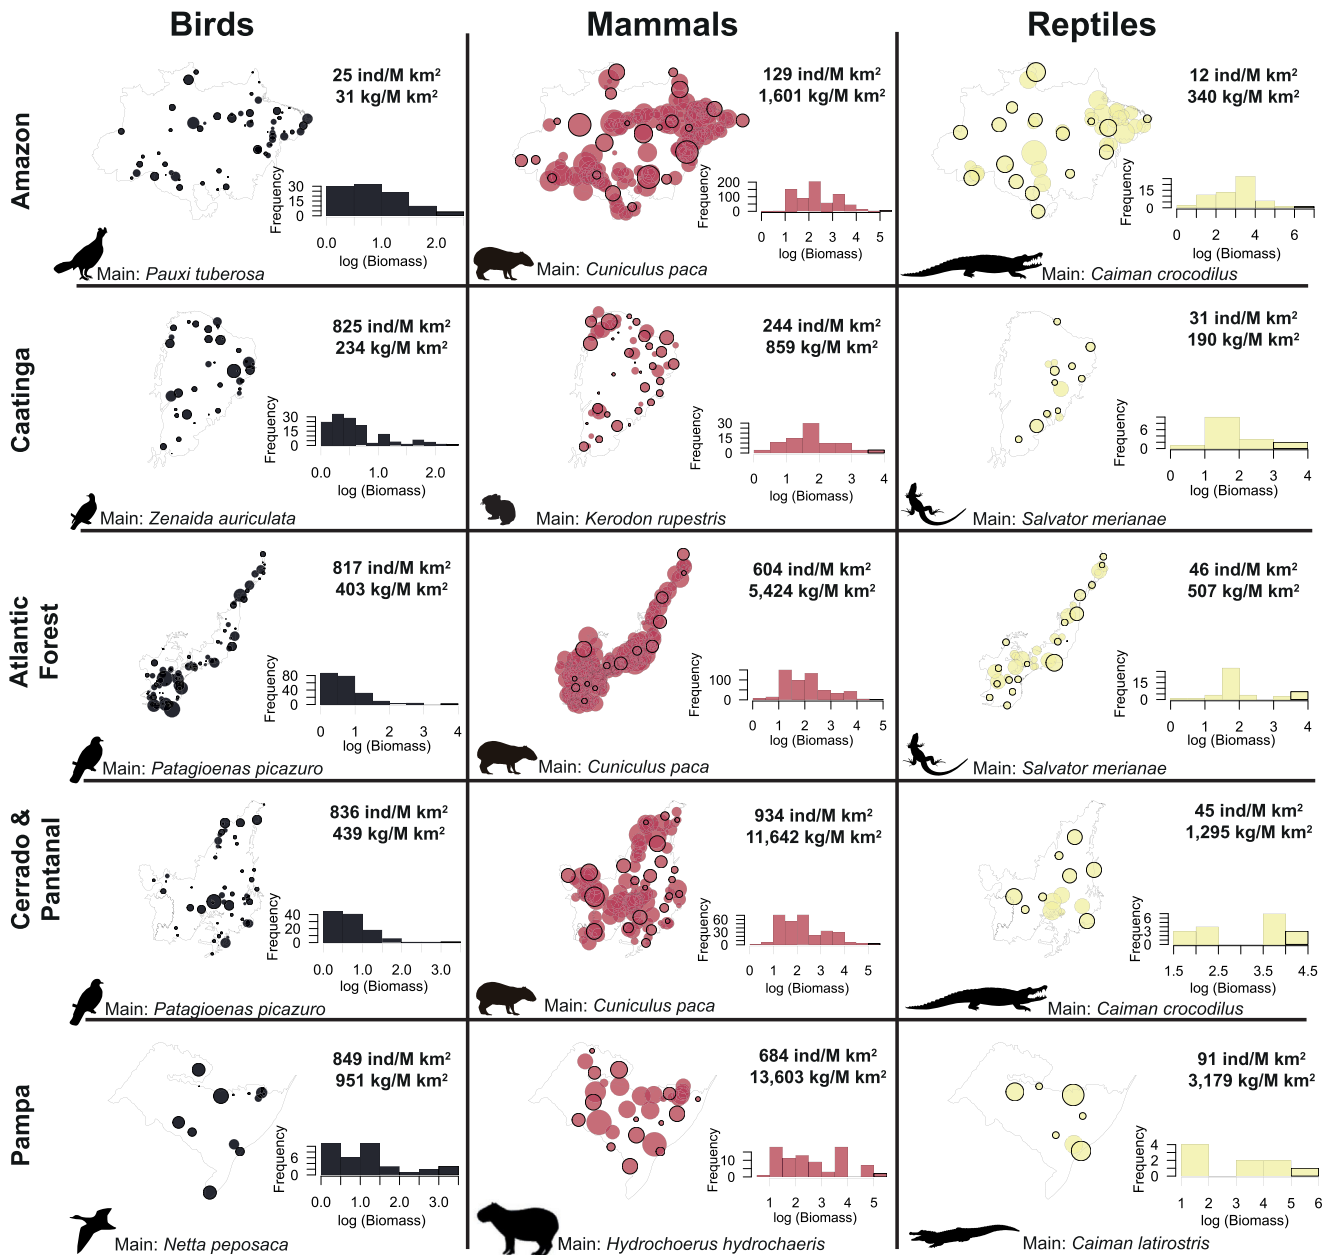 Birds
Mammals
Reptiles
Amazon
25 ind/M km²
31 kg/M km²
Frequency
30
15
0
0.0 1.0 2.0
log (Biomass)
Main: Pauxi tuberosa
129 ind/M km²
1,601 kg/M km²
Frequency
200
100
0
0 1 2 3 4 5
log (Biomass)
Main: Cuniculus paca
12 ind/M km²
340 kg/M km²
Frequency
15
0
0 2 4 6
log (Biomass)
Main: Caiman crocodilus
Caatinga
825 ind/M km²
234 kg/M km²
Frequency
30
15
0
0.0 1.0 2.0
log (Biomass)
Main: Zenaida auriculata
244 ind/M km²
859 kg/M km²
Frequency
30
15
0
0 1 2 3 4
log (Biomass)
Main: Kerodon rupestris
31 ind/M km²
190 kg/M km²
Frequency
6
0
0 1 2 3 4
log (Biomass)
Main: Salvator merianae
Atlantic
Forest
817 ind/M km²
403 kg/M km²
Frequency
80
40
0
0 1 2 3 4
log (Biomass)
Main: Patagioenas picazuro
604 ind/M km²
5,424 kg/M km²
Frequency
100
0
0 1 2 3 4 5
log (Biomass)
Main: Cuniculus paca
46 ind/M km²
507 kg/M km²
Frequency
15
0
0 1 2 3 4
log (Biomass)
Main: Salvator merianae
Cerrado &
Pantanal
836 ind/M km²
439 kg/M km²
Frequency
40
20
0
0.0 1.0 2.0 3.0
log (Biomass)
Main: Patagioenas picazuro
934 ind/M km²
11,642 kg/M km²
Frequency
60
30
0
0 1 2 3 4 5
log (Biomass)
Main: Cuniculus paca
45 ind/M km²
1,295 kg/M km²
Frequency
6
3
0
1.5 2.5 3.5 4.5
log (Biomass)
Main: Caiman crocodilus
Pampa
849 ind/M km²
951 kg/M km²
Frequency
6
0
0.0 1.0 2.0 3.0
log (Biomass)
Main: Netta peposaca
684 ind/M km²
13,603 kg/M km²
Frequency
10
0
1 2 3 4 5
log (Biomass)
Main: Hydrochoerus hydrochaeris
91 ind/M km²
3,179 kg/M km²
Frequency
4
2
0
1 2 3 4 5 6
log (Biomass)
Main: Caiman latirostris